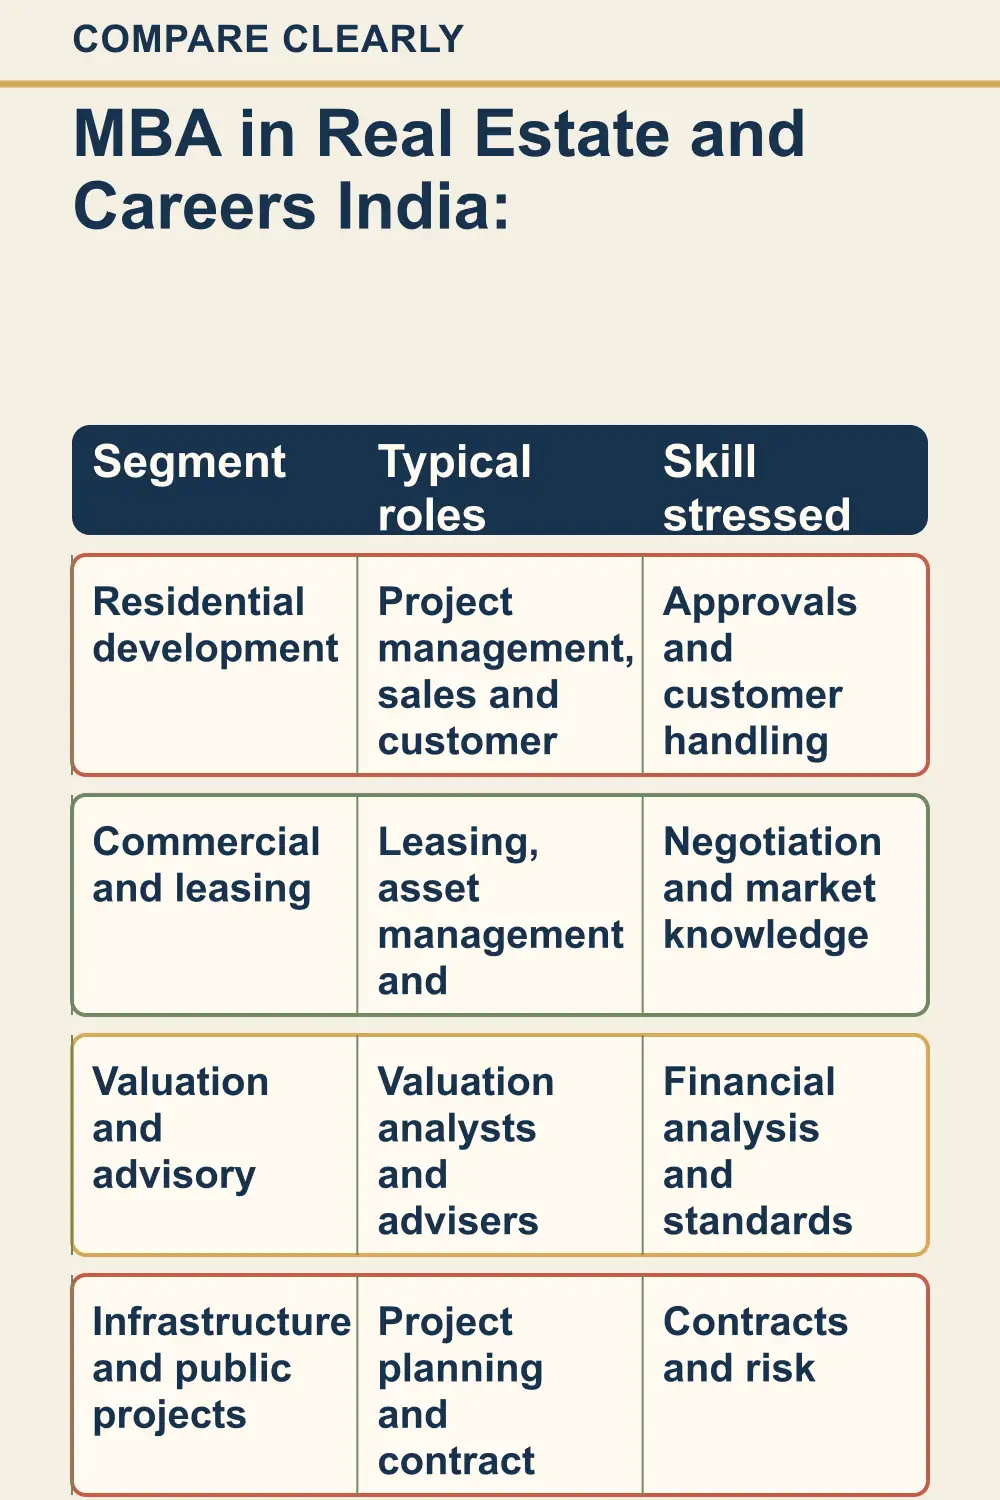 COMPARE CLEARLY
MBA in Real Estate and
Careers India:
Segment
Typical
roles
Skill
stressed
Residential
development
Project
management,
sales and
customer
Approvals
and
customer
handling
Commercial
and leasing
Leasing,
asset
management
and
Negotiation
and market
knowledge
Valuation
and
advisory
Valuation
analysts
and
advisers
Financial
analysis
and
standards
Infrastructure
and public
projects
Project
planning
and
contract
Contracts
and risk